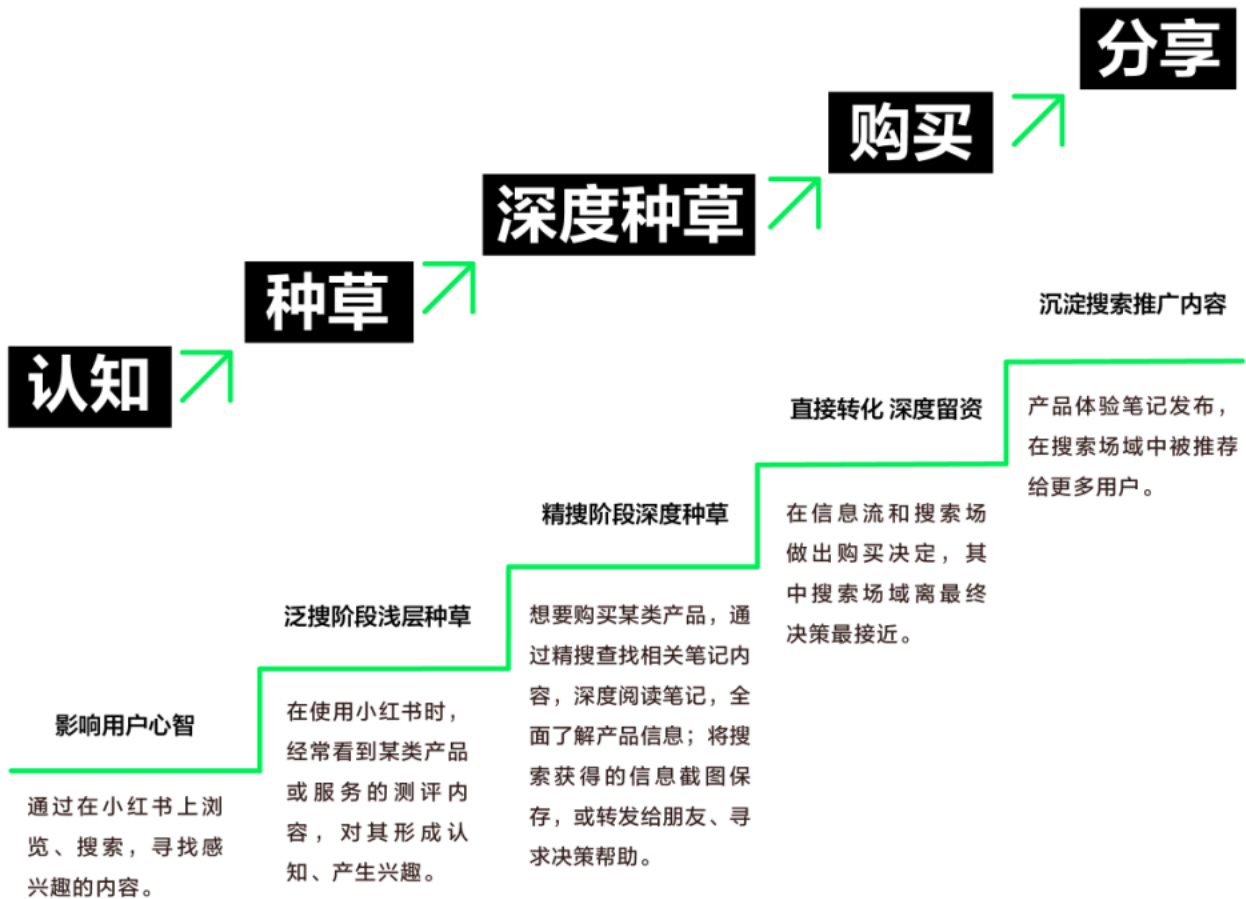 认知
种草
深度种草
购买
分享
影响用户心智
通过在小红书上浏
览、搜索，寻找感
兴趣的内容。
泛搜阶段浅层种草
在使用小红书时，
经常看到某类产品
或服务的测评内
容，对其形成认
知、产生兴趣。
精搜阶段深度种草
想要购买某类产品，通
过精搜查找相关笔记内
容，深度阅读笔记，全
面了解产品信息；将搜
索获得的信息截图保
存，或转发给朋友、寻
求决策帮助。
直接转化 深度留资
在信息流和搜索场
做出购买决定，其
中搜索场域离最终
决策最接近。
沉淀搜索推广内容
产品体验笔记发布，
在搜索场域中被推荐
给更多用户。